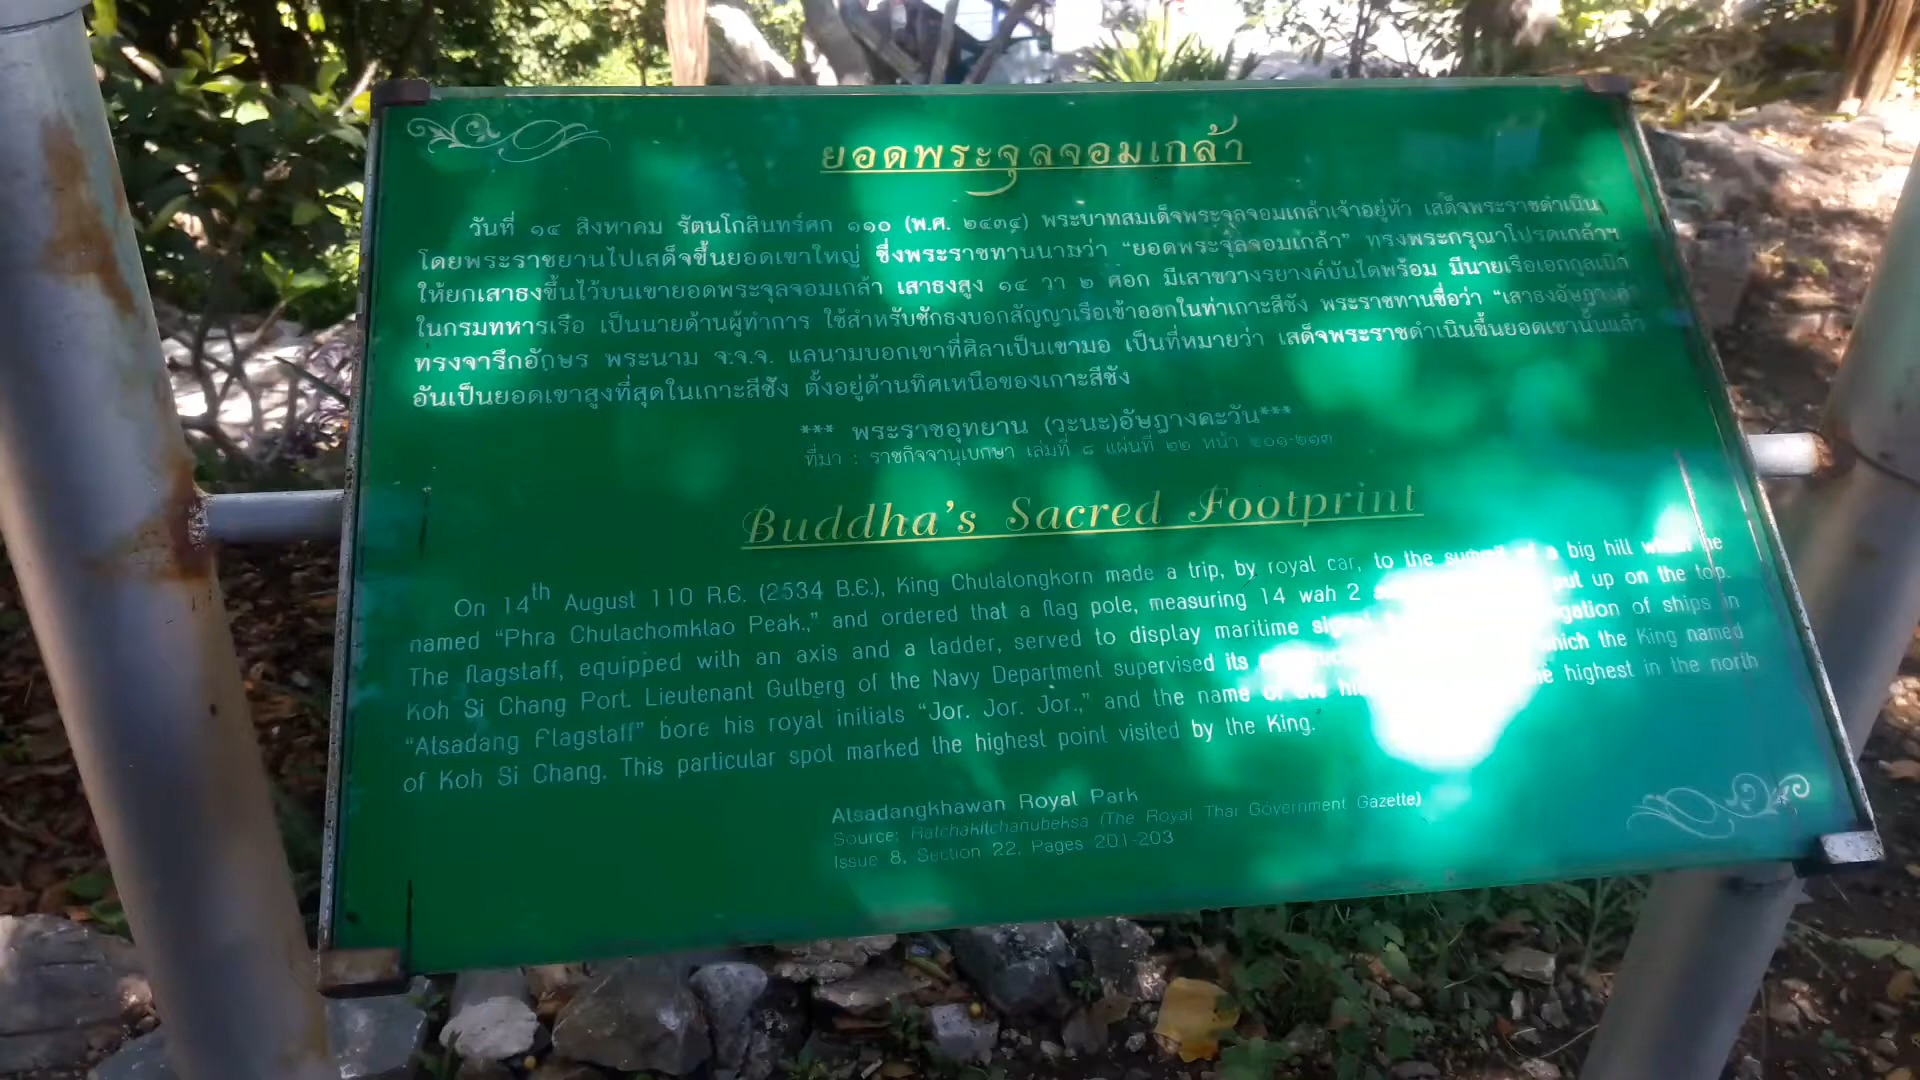 ยอดพระจุลจอมเกล้า
วันที่ ๑๔ สิงหาคม รัตนโกสินทร์ศก ๑๑๐ (พ.ศ. ๒๔๓๔) พระบาทสมเด็จพระจุลจอมเกล้าเจ้าอยู่หัว เสด็จพระราชดำเนิน
โดยพระราชยานไปเสด็จขึ้นยอดเขาใหญ่ ซึ่งพระราชทานนามว่า “ยอดพระจุลจอมเกล้า” ทรงพระกรุณาโปรดเกล้าฯ
ให้ยกเสาธงขึ้นไว้บนเขายอดพระจุลจอมเกล้า เสาธงสูง ๑๔ วา ๒ ศอก มีเสาขวางรยางค์บันไดพร้อม มีนายเรือเอกกูลเบิก
ในกรมทหารเรือ เป็นนายด้านผู้ทำการ ใช้สำหรับชักธงบอกสัญญาเรือเข้าออกในท่าเกาะสีชัง พระราชทานชื่อว่า
ทรงจารึกอักษร พระนาม จ.จ.จ. แลนามบอกเขาที่ศิลาเป็นเขามอ เป็นที่หมายว่า เสด็จพระราชดำเนินขึ้นยอดเขานั้นแล้ว
อันเป็นยอดเขาสูงที่สุดในเกาะสีชัง ตั้งอยู่ด้านทิศเหนือของเกาะสีชัง
*** พระราชอุทยาน (วะนะ)อัษฎางคะวัน***
ที่มา : ราชกิจจานุเบกษา เล่มที่ ๘ แผ่นที่ ๒๒ หน้า ๒๐๑-๒๑๓
Buddha's Sacred Footprint
On 14th August 110 R.E. (2534 B.E.), King Chulalongkorn made a trip, by royal car, to the summit of a big hill which he
named “Phra Chulachomklao Peak.,” and ordered that a flag pole, measuring 14 wah 2 put up on the top.
The flagstaff, equipped with an axis and a ladder, served to display maritime of ships in
Koh Si Chang Port. Lieutenant Gulberg of the Navy Department supervised its which the King named
“Atsadang Flagstaff” bore his royal initials “Jor. Jor. Jor.,” and the name of the highest in the north
of Koh Si Chang. This particular spot marked the highest point visited by the King.
Atsadangkhawan Royal Park
Source: Ratchakitchanubeksa (The Royal Thai Government Gazette)
Issue 8, Section 22, Pages 201-203